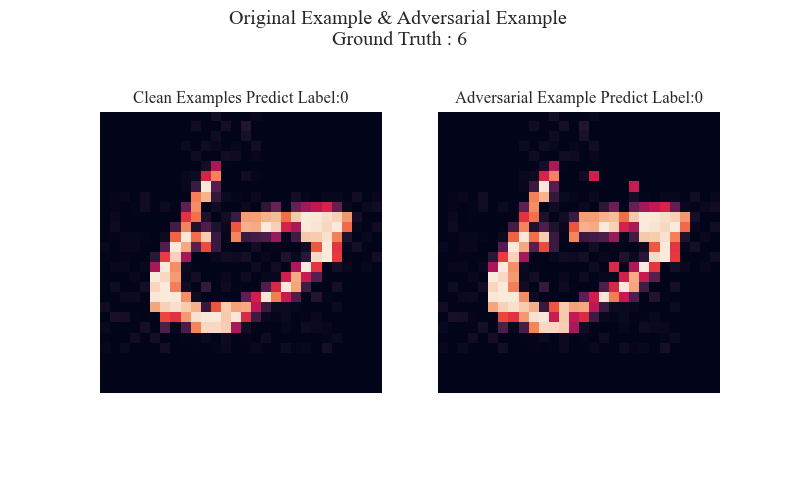 Original Example & Adversarial Example
Ground Truth : 6
Clean Examples Predict Label:0
Adversarial Example Predict Label:0